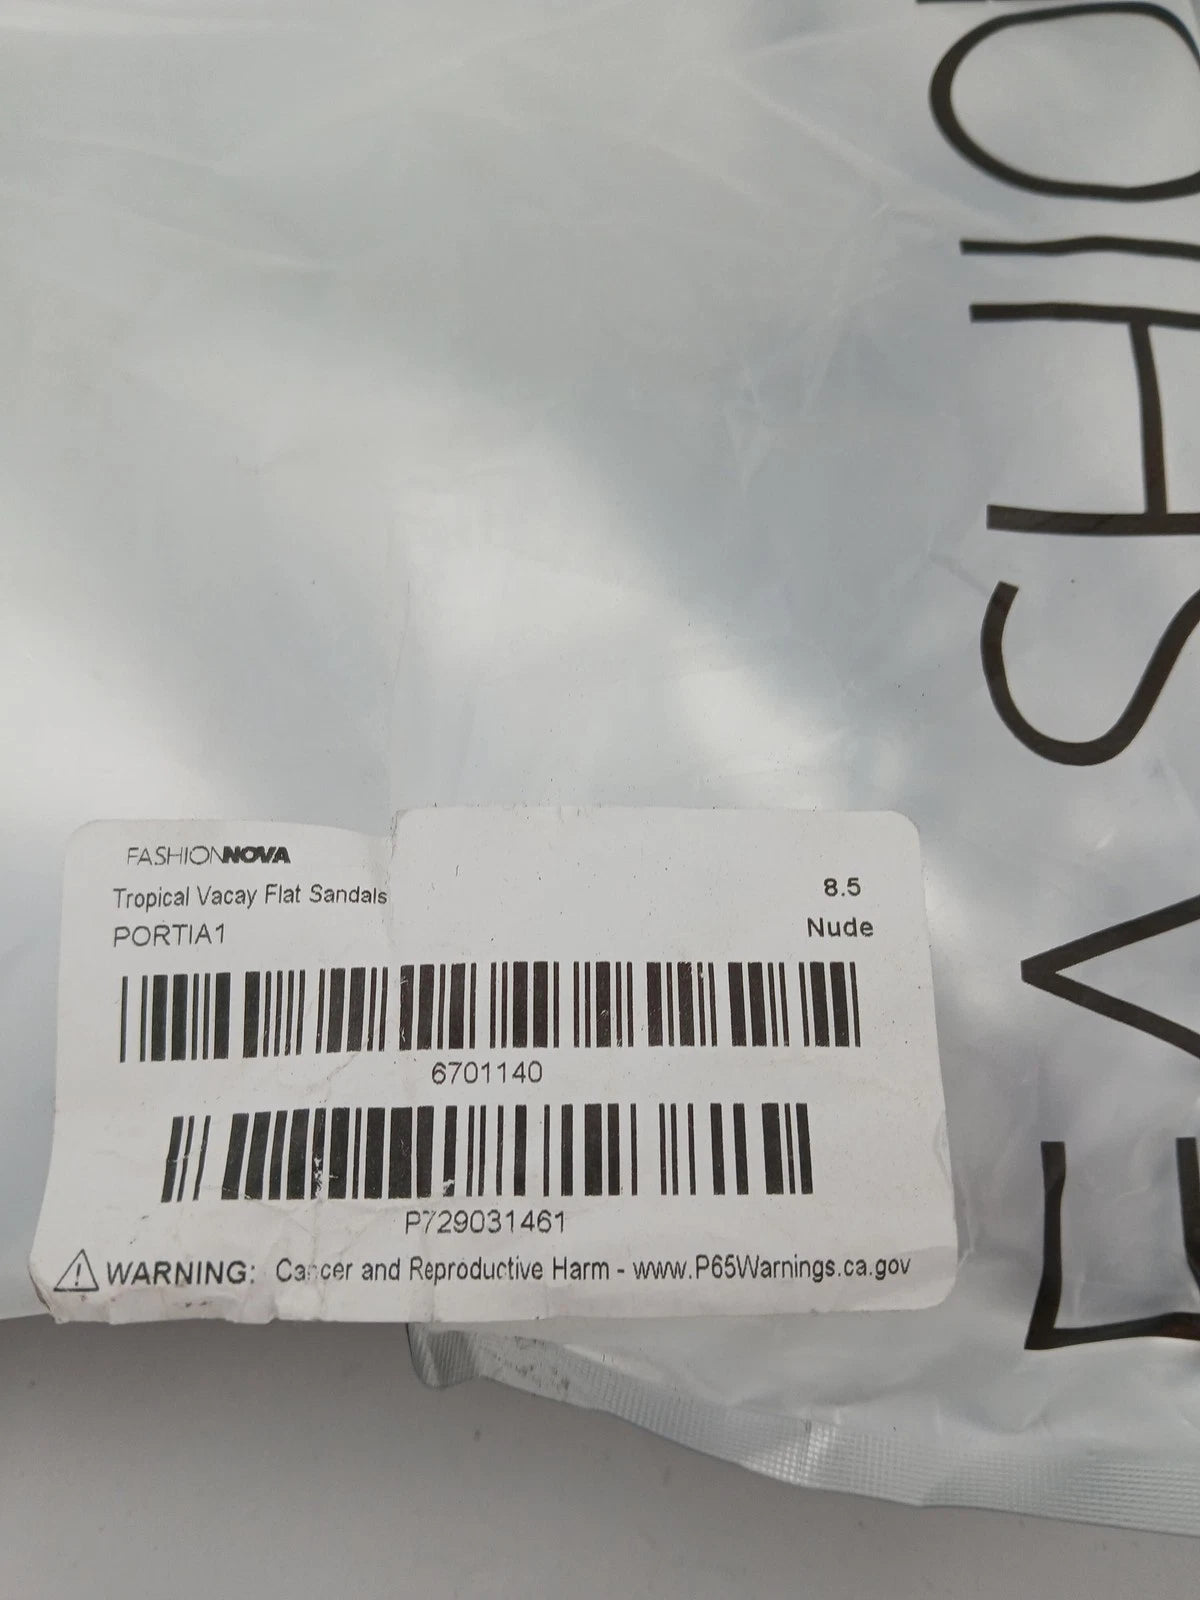 FASHIO
FASHIONNOVA
Tropical Vacay Flat Sandals
8.5
PORTIA1
Nude
6701140
P729031461
WARNING: Cancer and Reproductive Harm - www.P65Warnings.ca.gov